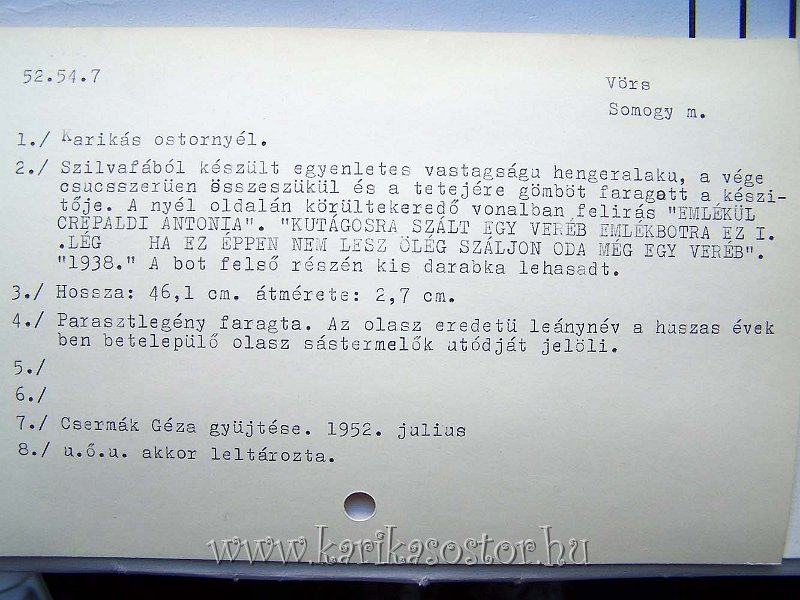 52.54.7
Vörs
Somogy m.
1./ Karikás ostornyél.
2./ Szilvafából készült egyenletes vastagságu hengeralaku, a vége
csucsszerüen összeszükül és a tetejére gömböt faragott a készi-
tője. A nyél oldalán körültekeredő vonalban felirás "EMLÉKÜL
CREPALDI ANTONIA". "KUTÁGOSRA SZÁLT EGY VERÉB EMLÉKBOTRA EZ I.
.LÉG HA EZ ÉPPEN NEM LESZ ÖLÉG SZÁLJON ODA MÉG EGY VERÉB".
"1938." A bot felső részén kis darabka lehasadt.
3./ Hossza: 46,1 cm. átmérete: 2,7 cm.
4./ Parasztlegény faragta. Az olasz eredetü leánynév a huszas évek
ben betelepülő olasz sástermelők utódját jelöli.
5./
6./
7./ Csermák Géza gyüjtése. 1952. julius
8./ u.ő.u. akkor leltározta.
www.karikasostor.hu